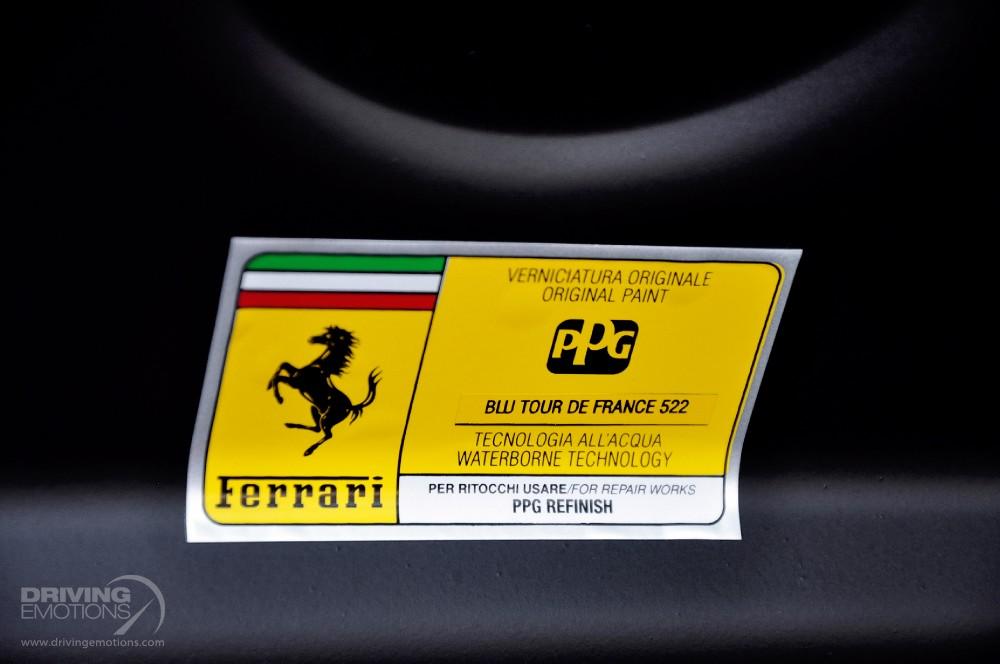 VERNICIATURA ORIGINALE
ORIGINAL PAINT
PPG
BLU TOUR DE FRANCE 522
TECNOLOGIA ALL'ACQUA
WATERBORNE TECHNOLOGY
Ferrari
PER RITOCCHI USARE/FOR REPAIR WORKS
PPG REFINISH
DRIVING
EMOTIONS
www.drivingemotions.com